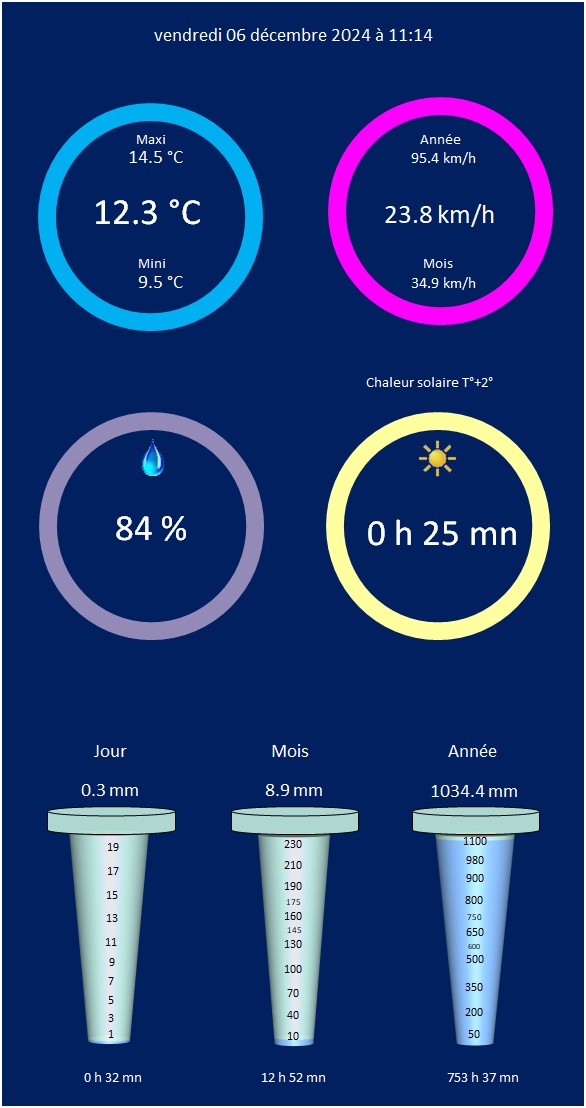 vendredi 06 décembre 2024 à 11:14
Maxi
14.5 °C
12.3 °C
Mini
9.5 °C
Année
95.4 km/h
23.8 km/h
Mois
34.9 km/h
Chaleur solaire T°+2°
84 %
0 h 25 mn
Jour
0.3 mm
19
17
15
13
11
9
7
5
3
1
0 h 32 mn
Mois
8.9 mm
230
210
190
175
160
145
130
100
70
40
10
12 h 52 mn
Année
1034.4 mm
1100
980
900
800
750
650
600
500
350
200
50
753 h 37 mn